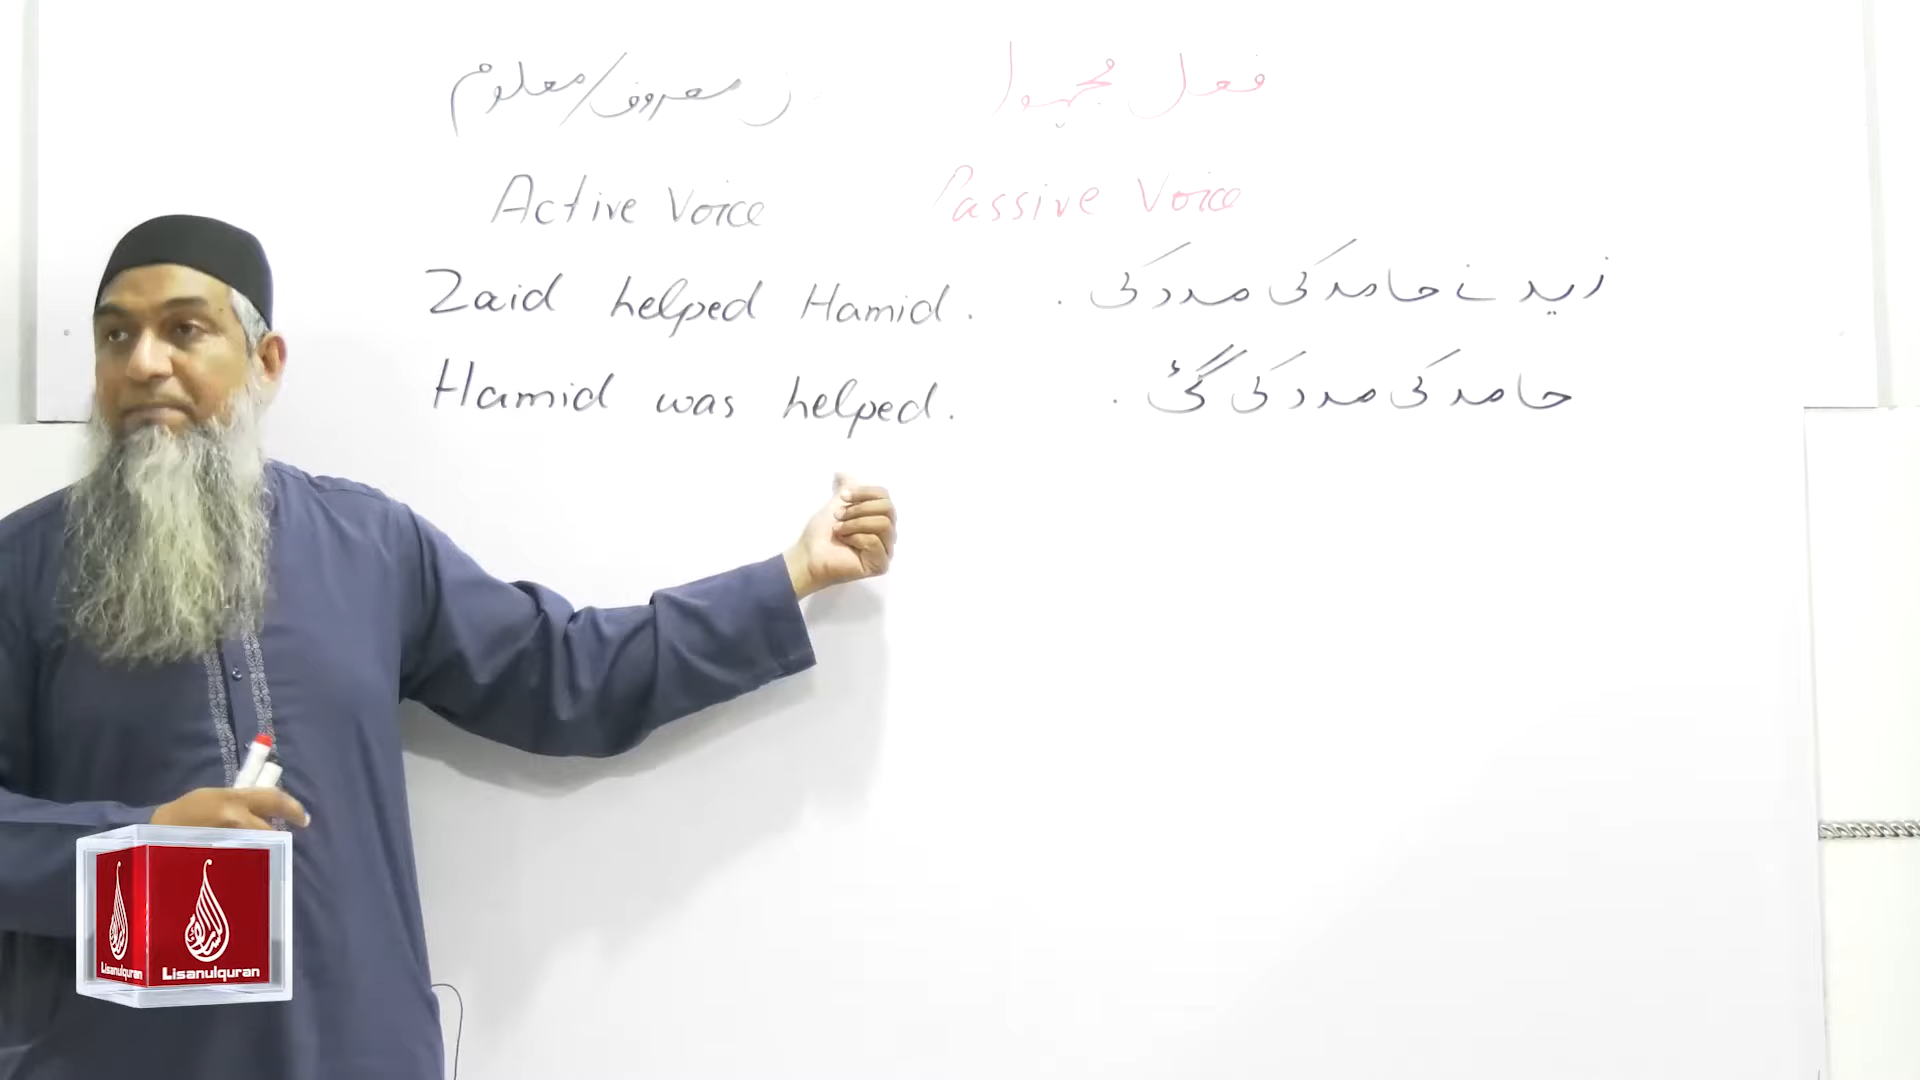 فعل مجہول معروف/معلوم
Active Voice Passive Voice
Zaid helped Hamid. زید نے حامد کی مدد کی .
Hamid was helped. حامد کی مدد کی گئی .
Lisanulquran
Lisanulquran